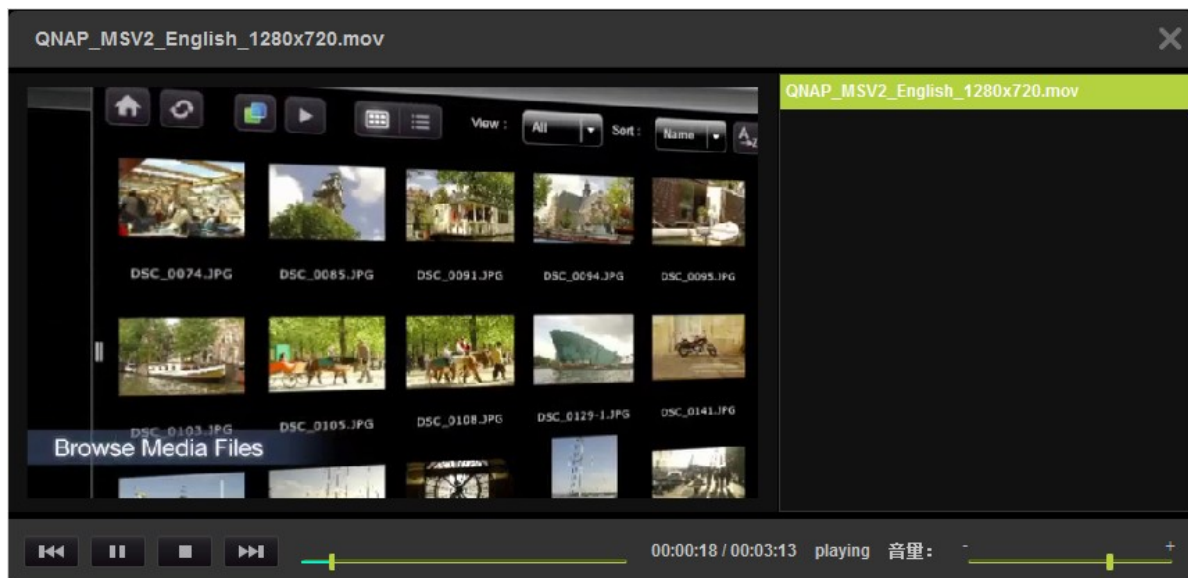 QNAP_MSV2_English_1280x720.mov
QNAP_MSV2_English_1280x720.mov
View : All Sort : Name A Z
DSC_0074.JPG DSC_0085.JPG DSC_0091.JPG DSC_0094.JPG DSC_0095.JPG
DSC_0103.JPG DSC_0105.JPG DSC_0108.JPG DSC_0129-1.JPG DSC_0141.JPG
Browse Media Files
00:00:18 / 00:03:13 playing 音量: - +